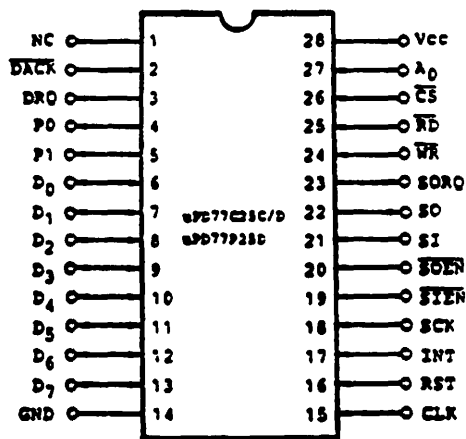 NC 1 28 Vcc
DACK 2 27 A0
DRQ 3 26 CS
P0 4 25 RD
P1 5 24 WR
D0 6 23 SORQ
D1 7 22 SO
μPD77C25C/D
D2 8 21 SI
μPD77P25D
D3 9 20 SOEN
D4 10 19 SIEN
D5 11 18 SCK
D6 12 17 INT
D7 13 16 RST
GND 14 15 CLK